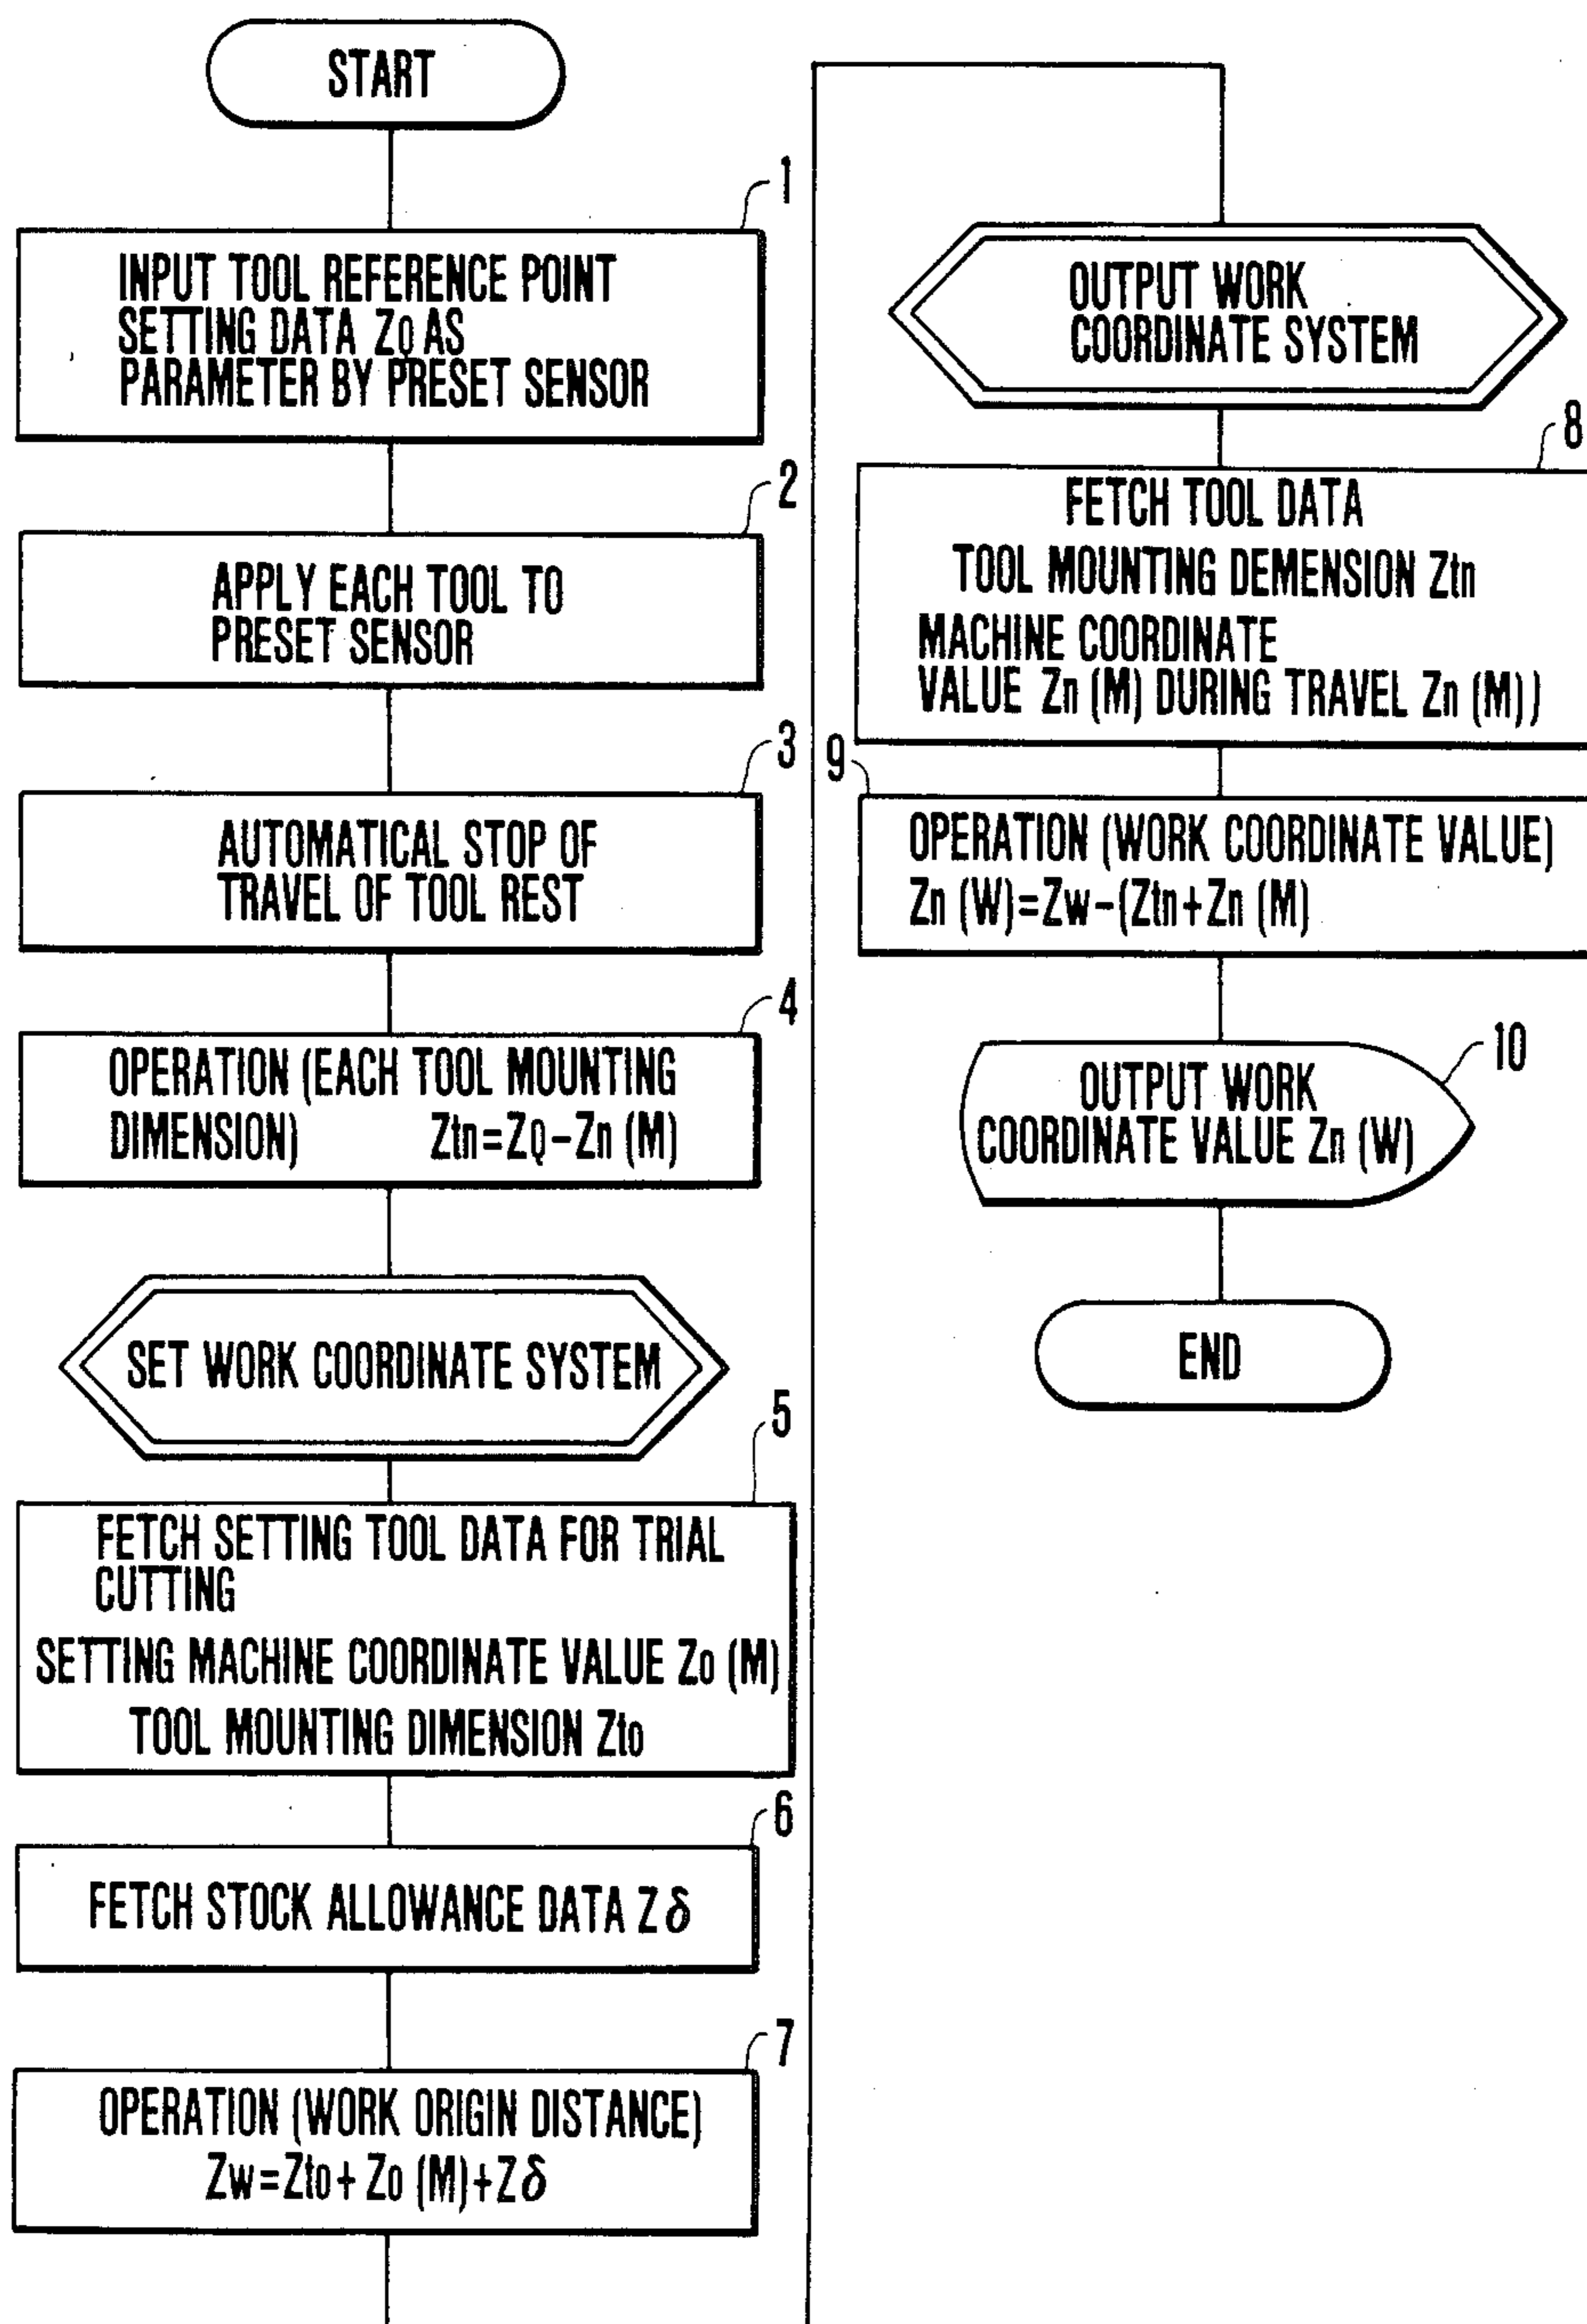 START
1
INPUT TOOL REFERENCE POINT
SETTING DATA ZQ AS
PARAMETER BY PRESET SENSOR
2
APPLY EACH TOOL TO
PRESET SENSOR
3
AUTOMATICAL STOP OF
TRAVEL OF TOOL REST
4
OPERATION (EACH TOOL MOUNTING
DIMENSION) Ztn=ZQ-Zn (M)
SET WORK COORDINATE SYSTEM
5
FETCH SETTING TOOL DATA FOR TRIAL
CUTTING
SETTING MACHINE COORDINATE VALUE Zo (M)
TOOL MOUNTING DIMENSION Zto
6
FETCH STOCK ALLOWANCE DATA Zδ
7
OPERATION (WORK ORIGIN DISTANCE)
Zw=Zto+Zo (M)+Zδ
OUTPUT WORK
COORDINATE SYSTEM
8
FETCH TOOL DATA
TOOL MOUNTING DEMENSION Ztn
MACHINE COORDINATE
VALUE Zn (M) DURING TRAVEL Zn (M))
9
OPERATION (WORK COORDINATE VALUE)
Zn (W)=Zw-(Ztn+Zn (M)
10
OUTPUT WORK
COORDINATE VALUE Zn (W)
END